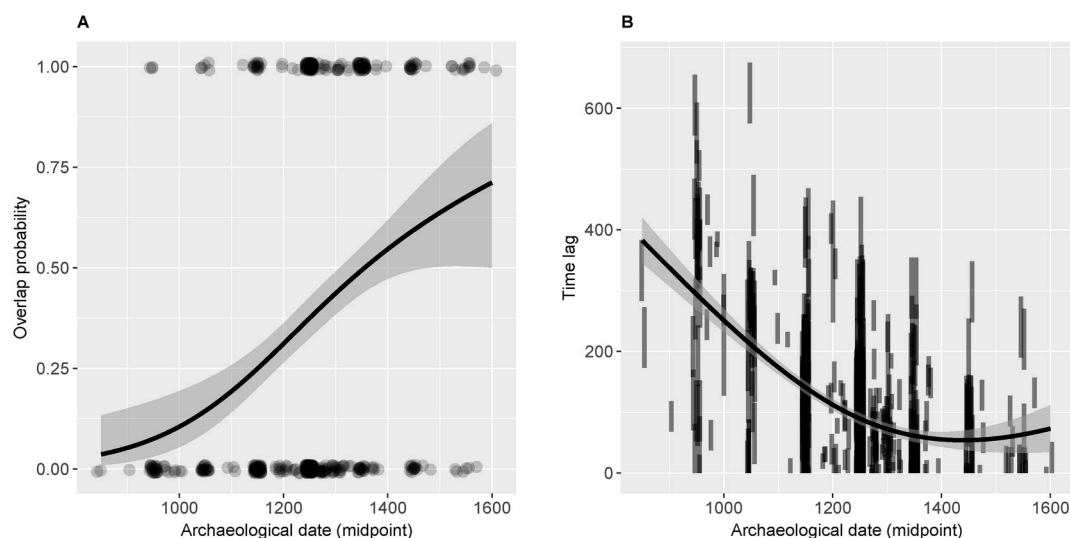 A
1.00
0.75
0.50
0.25
0.00
Overlap probability
1000
1200
1400
1600
Archaeological date (midpoint)
B
600
400
200
0
Time lag
1000
1200
1400
1600
Archaeological date (midpoint)